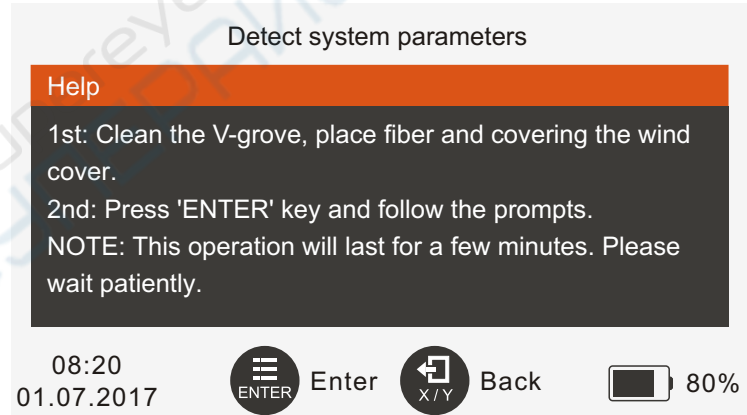 Detect system parameters
Help
1st: Clean the V-grove, place fiber and covering the wind
cover.
2nd: Press 'ENTER' key and follow the prompts.
NOTE: This operation will last for a few minutes. Please
wait patiently.
08:20
01.07.2017
ENTER
Enter
X/Y
Back
80%